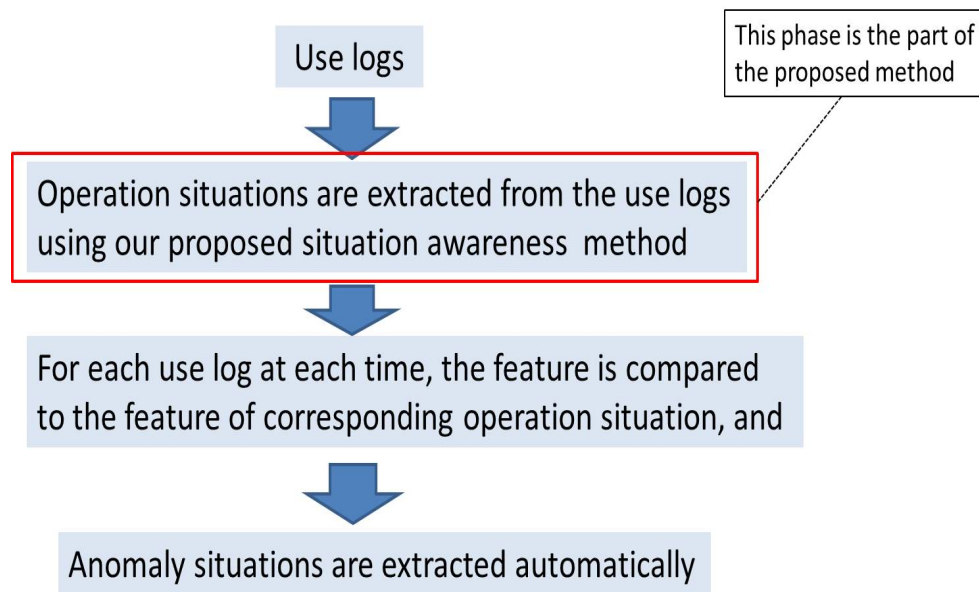 Use logs
This phase is the part of
the proposed method
Operation situations are extracted from the use logs
using our proposed situation awareness method
For each use log at each time, the feature is compared
to the feature of corresponding operation situation, and
Anomaly situations are extracted automatically